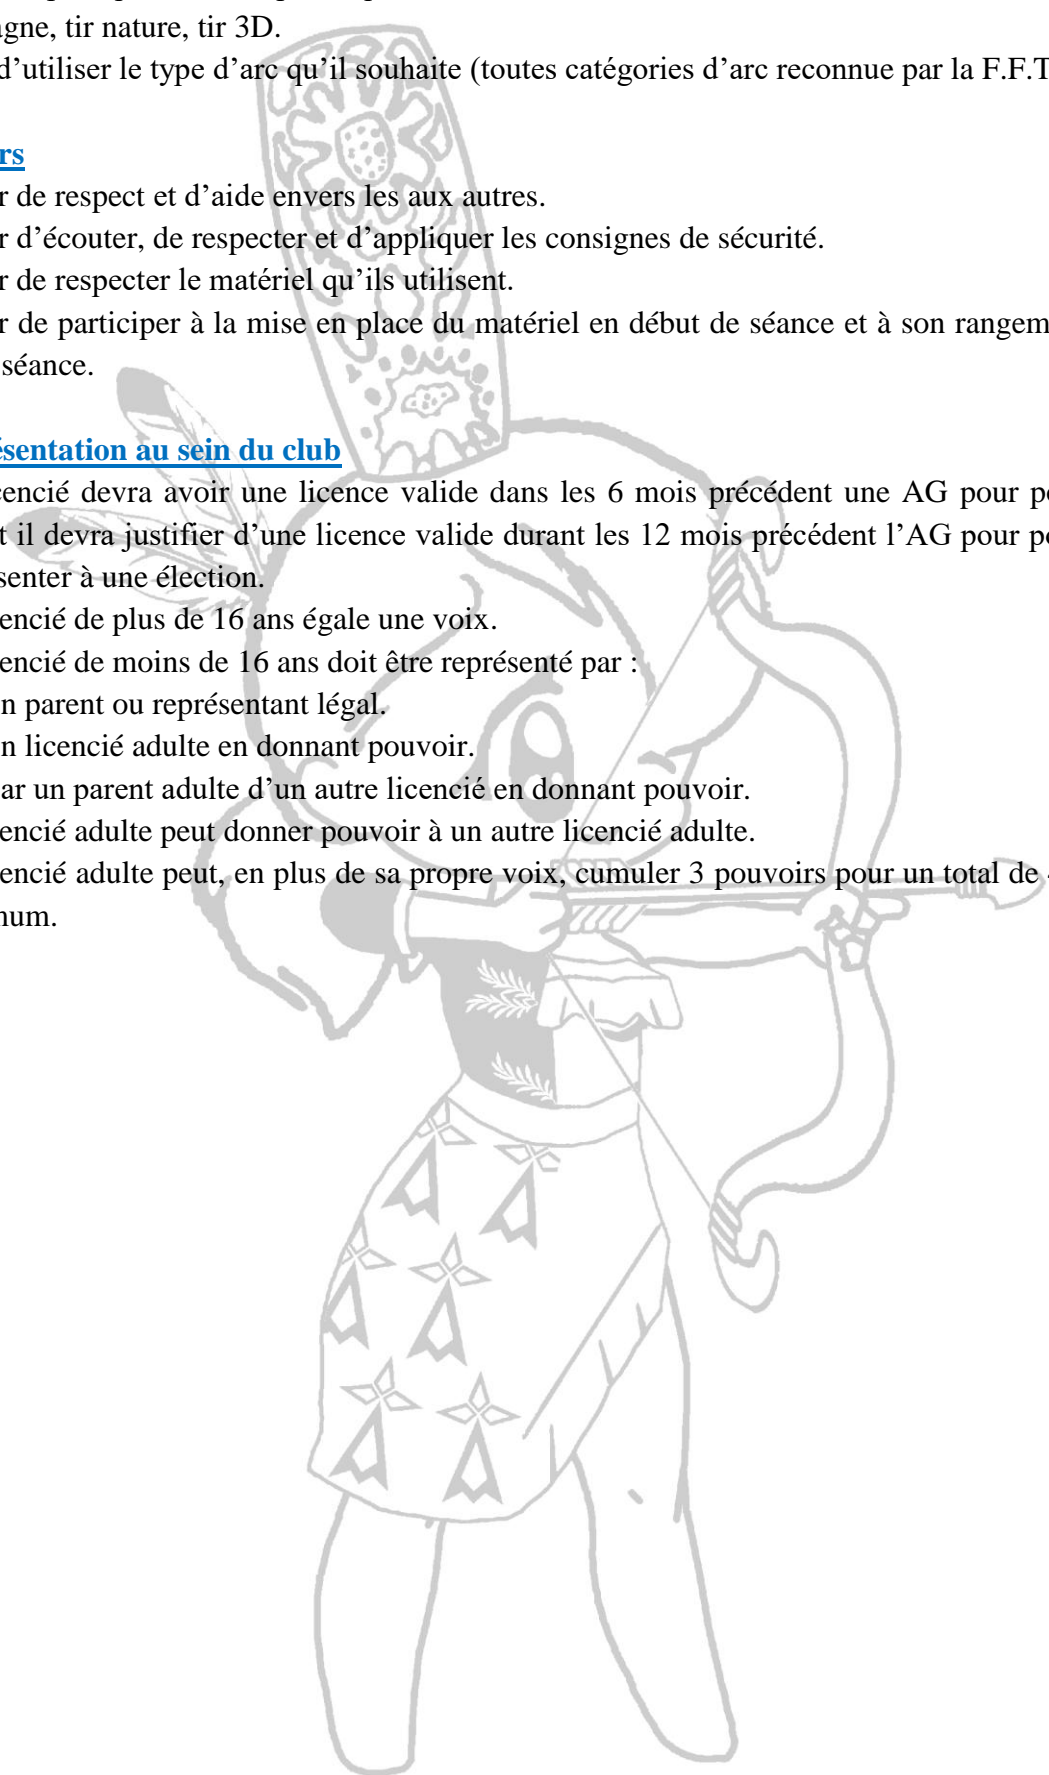 agne, tir nature, tir 3D.
d’utiliser le type d’arc qu’il souhaite (toutes catégories d’arc reconnue par la F.F.T
rs
r de respect et d’aide envers les aux autres.
r d’écouter, de respecter et d’appliquer les consignes de sécurité.
r de respecter le matériel qu’ils utilisent.
r de participer à la mise en place du matériel en début de séance et à son rangem
séance.
ésentation au sein du club
cencié devra avoir une licence valide dans les 6 mois précédent une AG pour po
t il devra justifier d’une licence valide durant les 12 mois précédent l’AG pour po
senter à une élection.
encié de plus de 16 ans égale une voix.
encié de moins de 16 ans doit être représenté par :
n parent ou représentant légal.
n licencié adulte en donnant pouvoir.
ar un parent adulte d’un autre licencié en donnant pouvoir.
encié adulte peut donner pouvoir à un autre licencié adulte.
encié adulte peut, en plus de sa propre voix, cumuler 3 pouvoirs pour un total de
num.